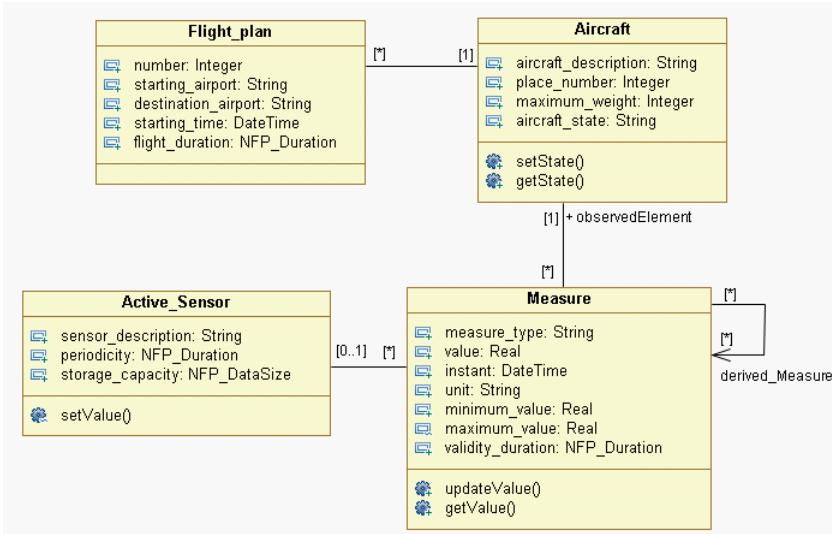 Flight_plan
number: Integer
starting_airport: String
destination_airport: String
starting_time: DateTime
flight_duration: NFP_Duration
[*]
[1]
Aircraft
aircraft_description: String
place_number: Integer
maximum_weight: Integer
aircraft_state: String
setState()
getState()
[1]
+ observedElement
[*]
Active_Sensor
sensor_description: String
periodicity: NFP_Duration
storage_capacity: NFP_DataSize
setValue()
[0..1]
[*]
Measure
measure_type: String
value: Real
instant: DateTime
unit: String
minimum_value: Real
maximum_value: Real
validity_duration: NFP_Duration
updateValue()
getValue()
[*]
[*]
derived_Measure